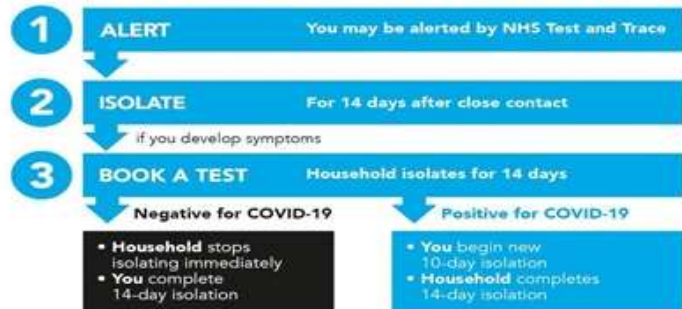 1 ALERT You may be alerted by NHS Test and Trace
2 ISOLATE For 14 days after close contact
if you develop symptoms
3 BOOK A TEST Household isolates for 14 days
Negative for COVID-19
• Household stops
isolating immediately
• You complete
14-day isolation
Positive for COVID-19
• You begin new
10-day isolation
• Household completes
14-day isolation